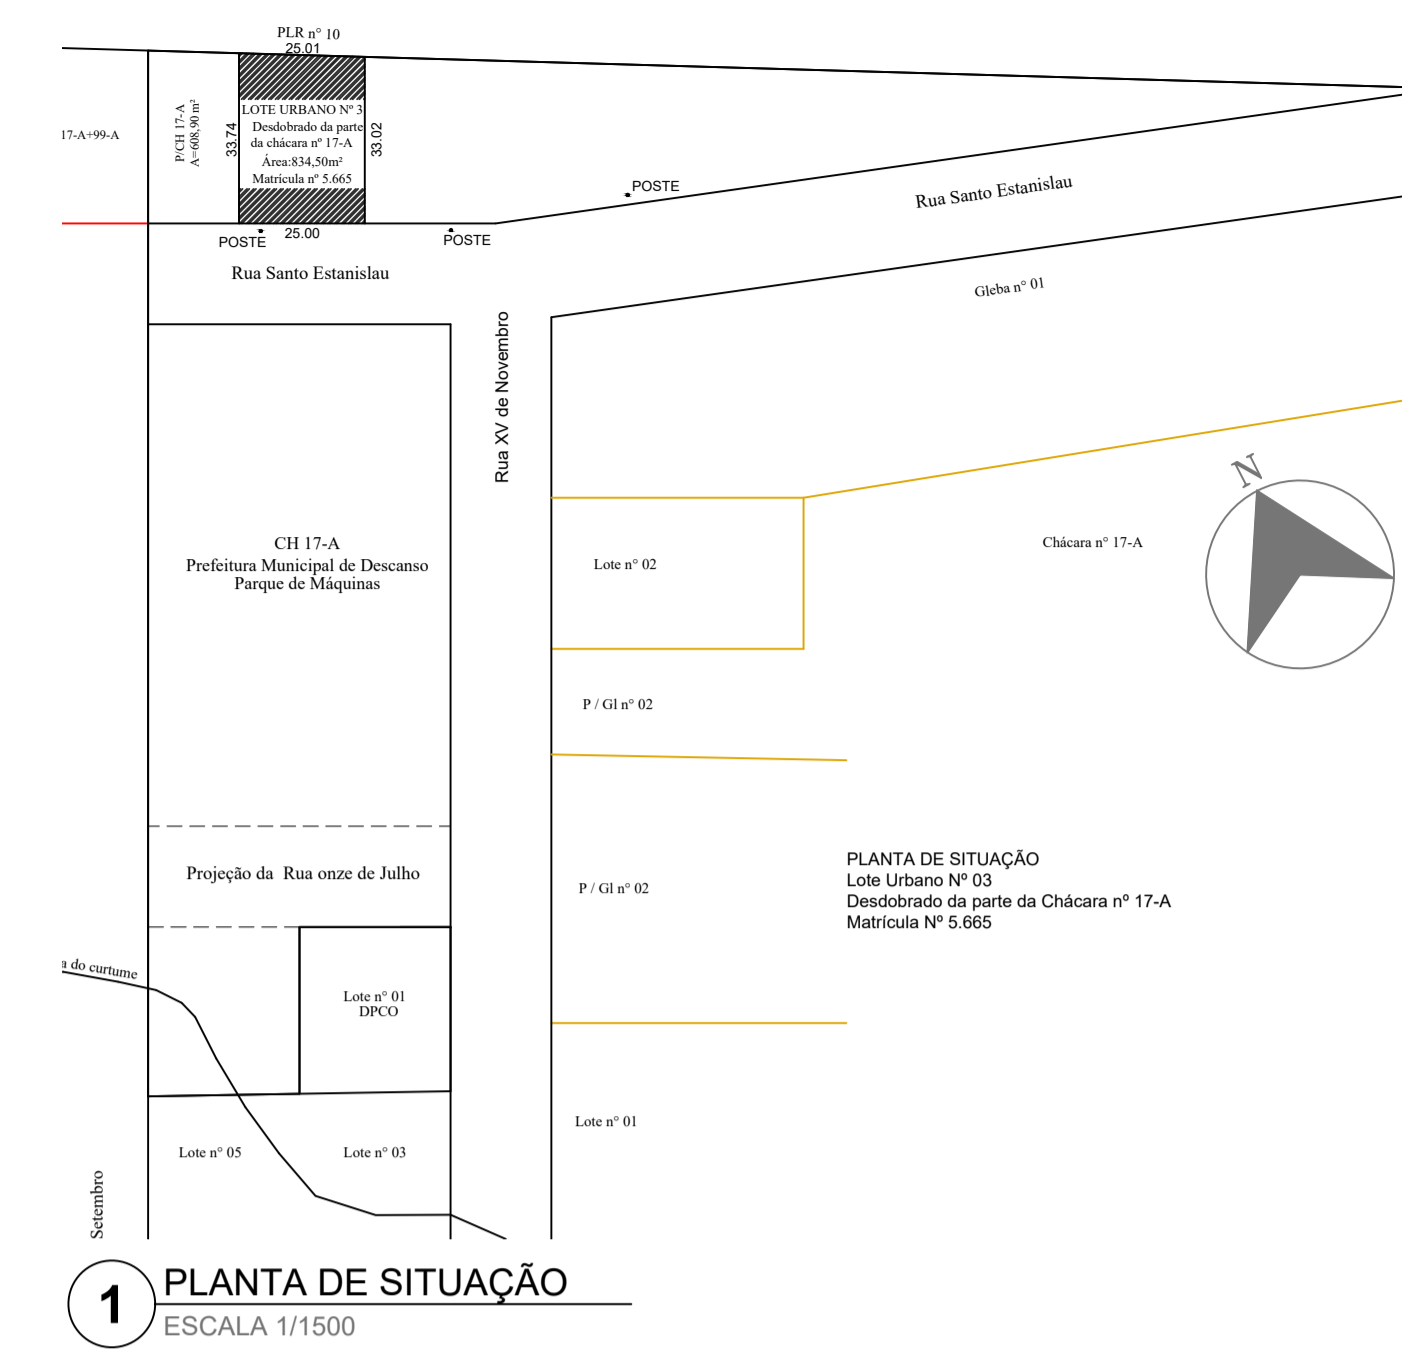 PLR n° 10
25.01
17-A+99-A
P/CH 17-A
A=608,90 m²
33.74
LOTE URBANO Nº 3
Desdobrado da parte
da chácara nº 17-A
Área:834,50m²
Matrícula nº 5.665
33.02
POSTE
Rua Santo Estanislau
POSTE
25.00
POSTE
Rua Santo Estanislau
Gleba n° 01
Rua XV de Novembro
N
CH 17-A
Prefeitura Municipal de Descanso
Parque de Máquinas
Lote n° 02
Chácara n° 17-A
P / Gl n° 02
Projeção da Rua onze de Julho
P / Gl n° 02
PLANTA DE SITUAÇÃO
Lote Urbano Nº 03
Desdobrado da parte da Chácara nº 17-A
Matrícula Nº 5.665
a do curtume
Lote n° 01
DPCO
Lote n° 01
Lote n° 05
Lote n° 03
Setembro
1
PLANTA DE SITUAÇÃO
ESCALA 1/1500